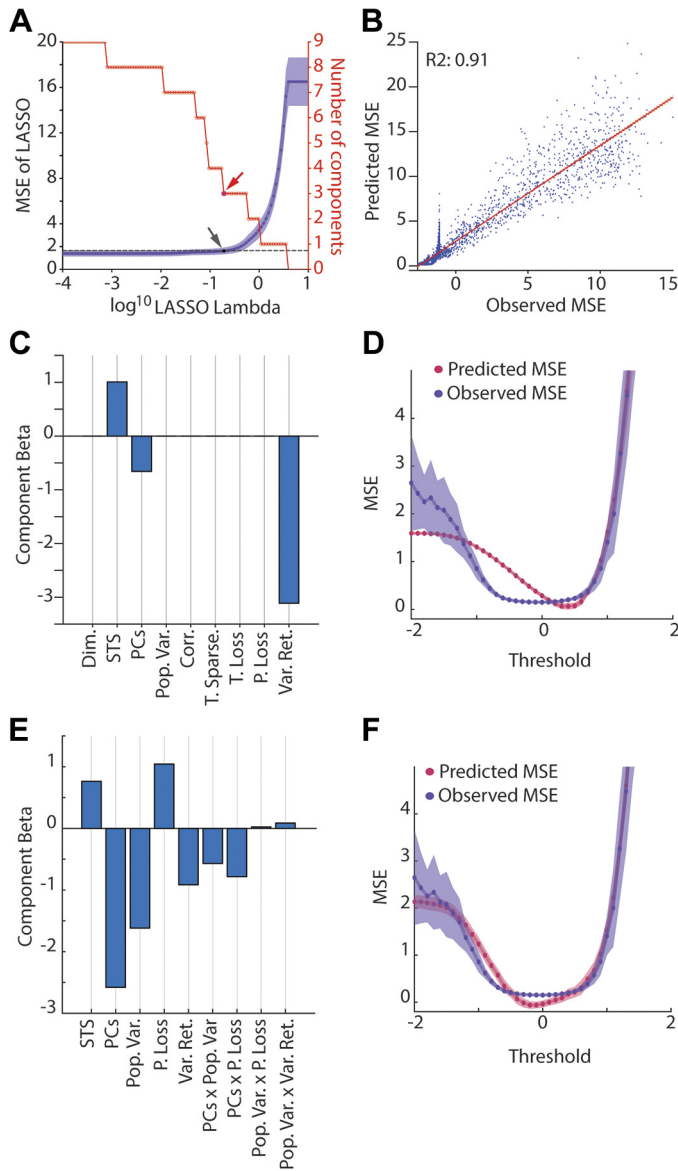 A
MSE of LASSO
20
16
12
8
4
2
0
-4
-3
-2
-1
0
1
log10 LASSO Lambda
9
8
7
6
5
4
3
2
1
0
Number of components
B
R2: 0.91
Predicted MSE
25
20
15
10
5
0
0
5
10
15
Observed MSE
C
Component Beta
1
0
-1
-2
-3
Dim.
STS
PCs
Pop. Var.
Corr.
T. Sparse.
T. Loss
P. Loss
Var. Ret.
D
Predicted MSE
Observed MSE
MSE
4
3
2
1
0
-2
0
2
Threshold
E
Component Beta
1
0
-1
-2
-3
STS
PCs
Pop. Var.
P. Loss
Var. Ret.
PCs x Pop. Var
PCs x P. Loss
Pop. Var. x P. Loss
Pop. Var. x Var. Ret.
F
Predicted MSE
Observed MSE
MSE
4
3
2
1
0
-2
0
2
Threshold